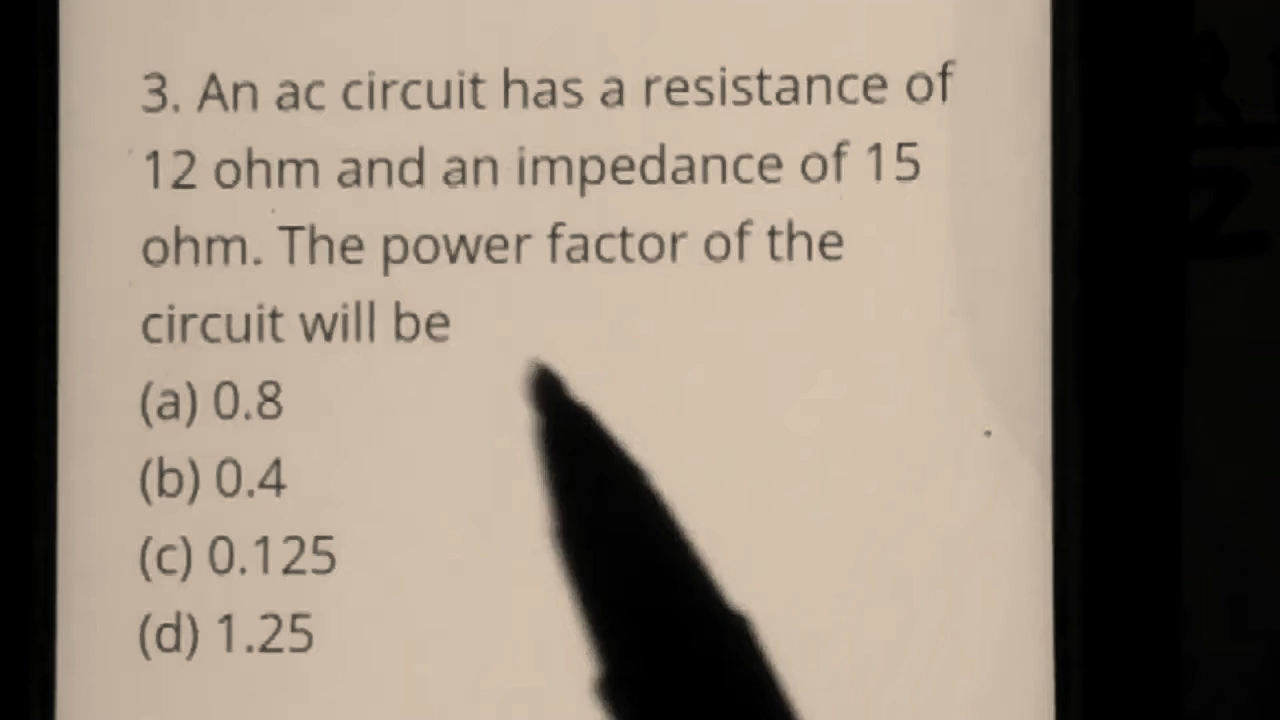 3. An ac circuit has a resistance of
12 ohm and an impedance of 15
ohm. The power factor of the
circuit will be
(a) 0.8
(b) 0.4
(c) 0.125
(d) 1.25